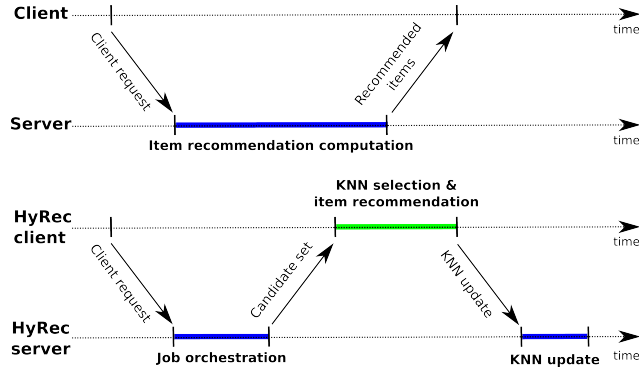 Client
time
Client request
Recommended
items
Server
time
Item recommendation computation
KNN selection &
item recommendation
HyRec
client
time
Client request
Candidate set
KNN update
HyRec
server
time
Job orchestration
KNN update